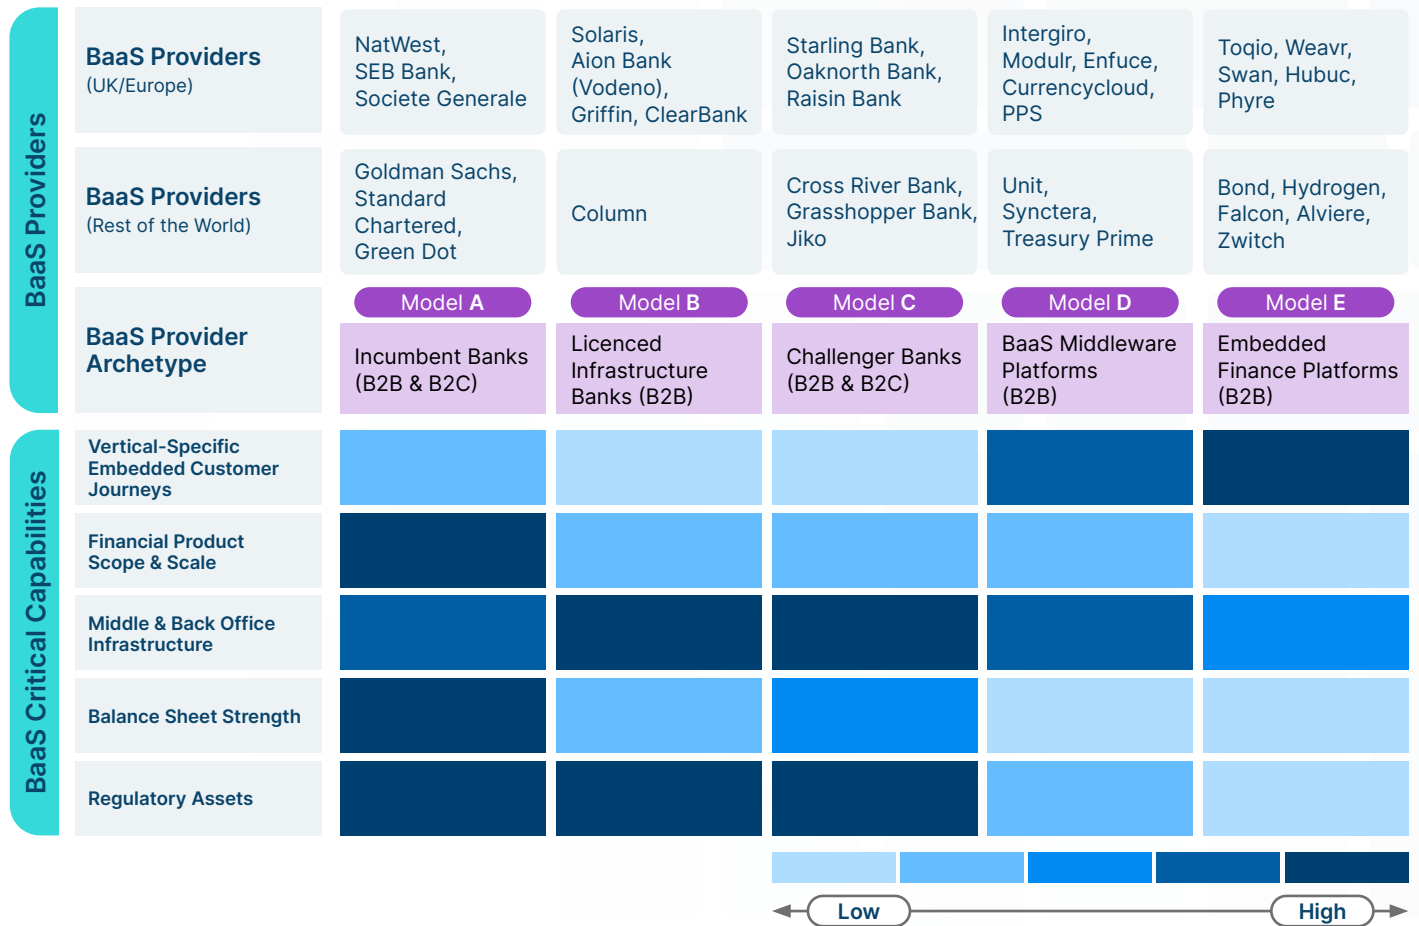 BaaS Providers
BaaS Providers
(UK/Europe)
NatWest,
SEB Bank,
Societe Generale
Solaris,
Aion Bank
(Vodeno),
Griffin, ClearBank
Starling Bank,
Oaknorth Bank,
Raisin Bank
Intergiro,
Modulr, Enfuce,
Currencycloud,
PPS
Toqio, Weavr,
Swan, Hubuc,
Phyre
BaaS Providers
(Rest of the World)
Goldman Sachs,
Standard
Chartered,
Green Dot
Column
Cross River Bank,
Grasshopper Bank,
Jiko
Unit,
Synctera,
Treasury Prime
Bond, Hydrogen,
Falcon, Alviere,
Zwitch
BaaS Provider
Archetype
Model A
Incumbent Banks
(B2B & B2C)
Model B
Licenced
Infrastructure
Banks (B2B)
Model C
Challenger Banks
(B2B & B2C)
Model D
BaaS Middleware
Platforms
(B2B)
Model E
Embedded
Finance Platforms
(B2B)
BaaS Critical Capabilities
Vertical-Specific
Embedded Customer
Journeys
Financial Product
Scope & Scale
Middle & Back Office
Infrastructure
Balance Sheet Strength
Regulatory Assets
Low
High